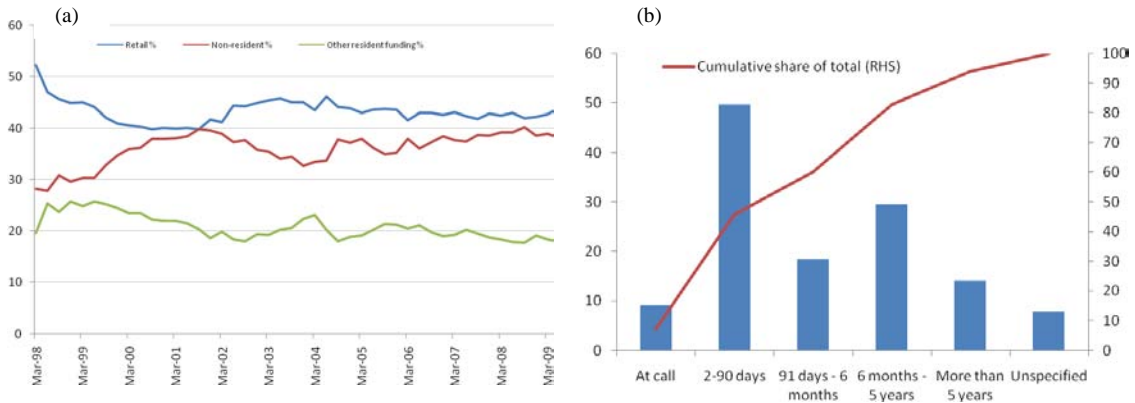 (a)
60
Retail %
Non-resident %
Other resident funding %
50
40
30
20
10
0
Mar-98
Mar-99
Mar-00
Mar-01
Mar-02
Mar-03
Mar-04
Mar-05
Mar-06
Mar-07
Mar-08
Mar-09
(b)
60
50
40
30
20
10
0
Cumulative share of total (RHS)
100
90
80
70
60
50
40
30
20
10
0
At call
2-90 days
91 days - 6
months
6 months -
5 years
More than
5 years
Unspecified